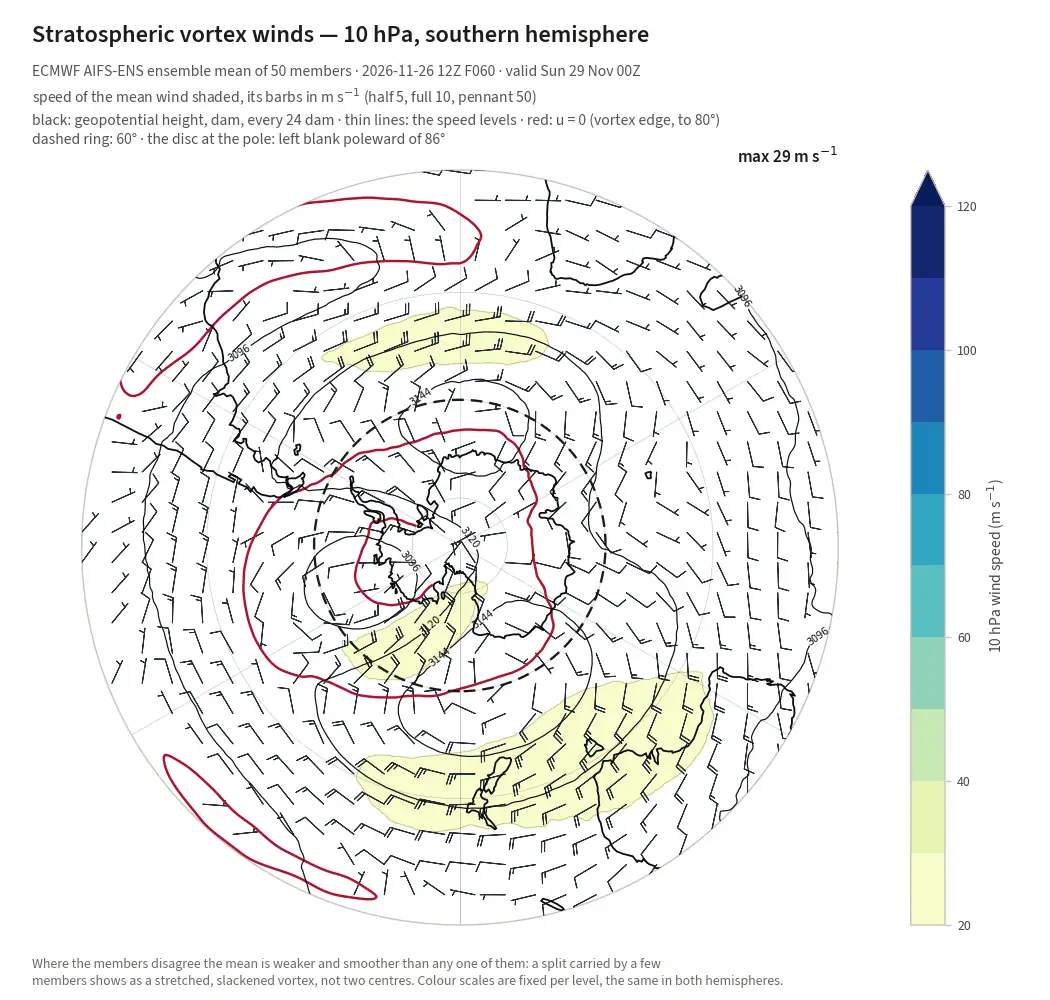 Stratospheric vortex winds — 10 hPa, southern hemisphere
ECMWF AIFS-ENS ensemble mean of 50 members · 2026-11-26 12Z F060 · valid Sun 29 Nov 00Z
speed of the mean wind shaded, its barbs in m s⁻¹ (half 5, full 10, pennant 50)
black: geopotential height, dam, every 24 dam · thin lines: the speed levels · red: u = 0 (vortex edge, to 80°)
dashed ring: 60° · the disc at the pole: left blank poleward of 86°
max 29 m s⁻¹
120
100
80
60
40
20
10 hPa wind speed (m s⁻¹)
3096
3096
3144
3120
3096
3120
3144
3144
3096
Where the members disagree the mean is weaker and smoother than any one of them: a split carried by a few
members shows as a stretched, slackened vortex, not two centres. Colour scales are fixed per level, the same in both hemispheres.